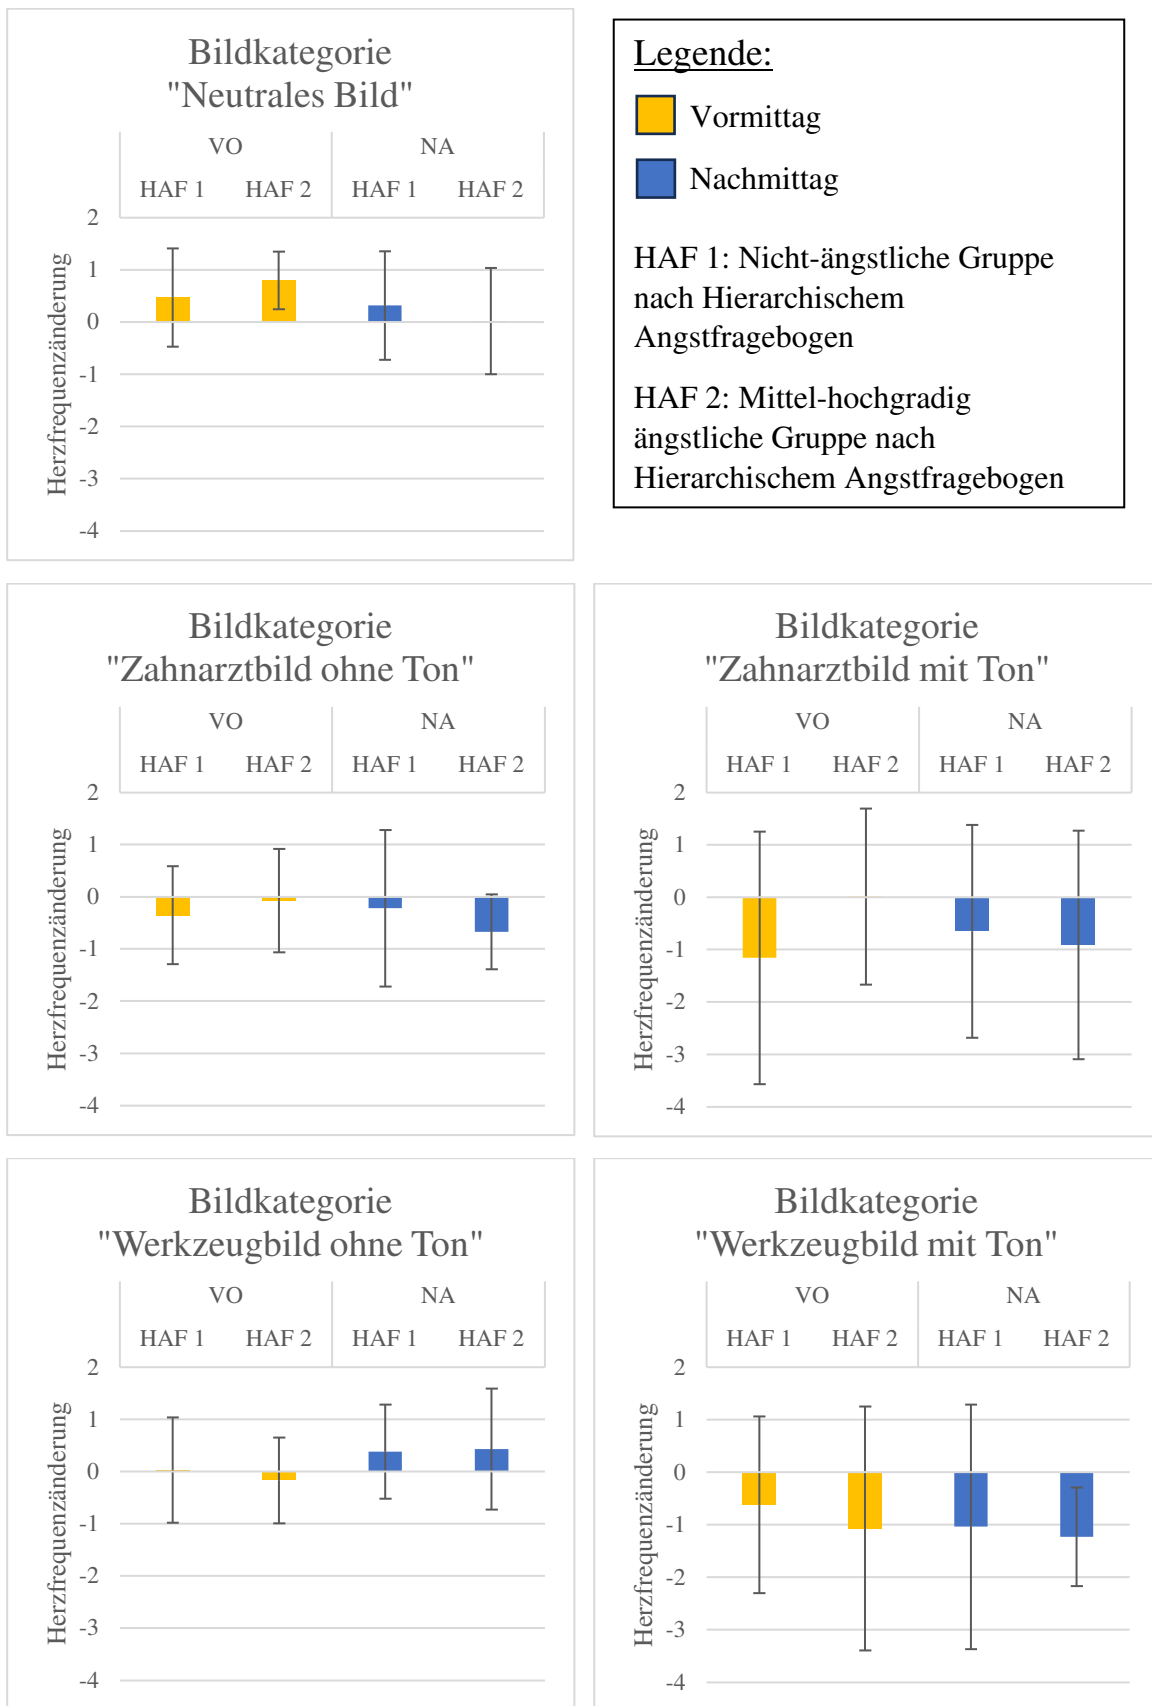 Bildkategorie
"Neutrales Bild"
VO NA
HAF 1 HAF 2 HAF 1 HAF 2
Herzfrequenzänderung
2
1
0
-1
-2
-3
-4
Legende:
Vormittag
Nachmittag
HAF 1: Nicht-ängstliche Gruppe
nach Hierarchischem
Angstfragebogen
HAF 2: Mittel-hochgradig
ängstliche Gruppe nach
Hierarchischem Angstfragebogen
Bildkategorie
"Zahnarztbild ohne Ton"
VO NA
HAF 1 HAF 2 HAF 1 HAF 2
Herzfrequenzänderung
2
1
0
-1
-2
-3
-4
Bildkategorie
"Zahnarztbild mit Ton"
VO NA
HAF 1 HAF 2 HAF 1 HAF 2
Herzfrequenzänderung
2
1
0
-1
-2
-3
-4
Bildkategorie
"Werkzeugbild ohne Ton"
VO NA
HAF 1 HAF 2 HAF 1 HAF 2
Herzfrequenzänderung
2
1
0
-1
-2
-3
-4
Bildkategorie
"Werkzeugbild mit Ton"
VO NA
HAF 1 HAF 2 HAF 1 HAF 2
Herzfrequenzänderung
2
1
0
-1
-2
-3
-4